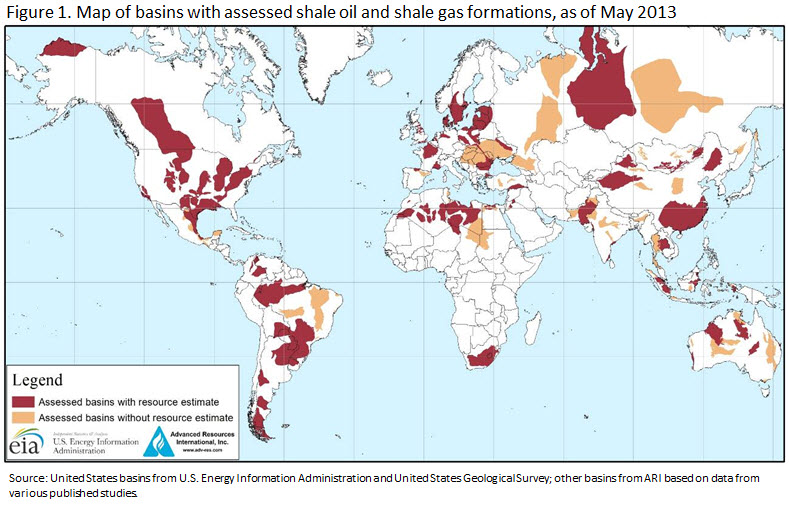 Figure 1. Map of basins with assessed shale oil and shale gas formations, as of May 2013
Legend
Assessed basins with resource estimate
Assessed basins without resource estimate
eia
Independent Statistics & Analysis
U.S. Energy Information
Administration
Advanced Resources
International, Inc.
www.adv-res.com
Source: United States basins from U.S. Energy Information Administration and United States Geological Survey; other basins from ARI based on data from
various published studies.